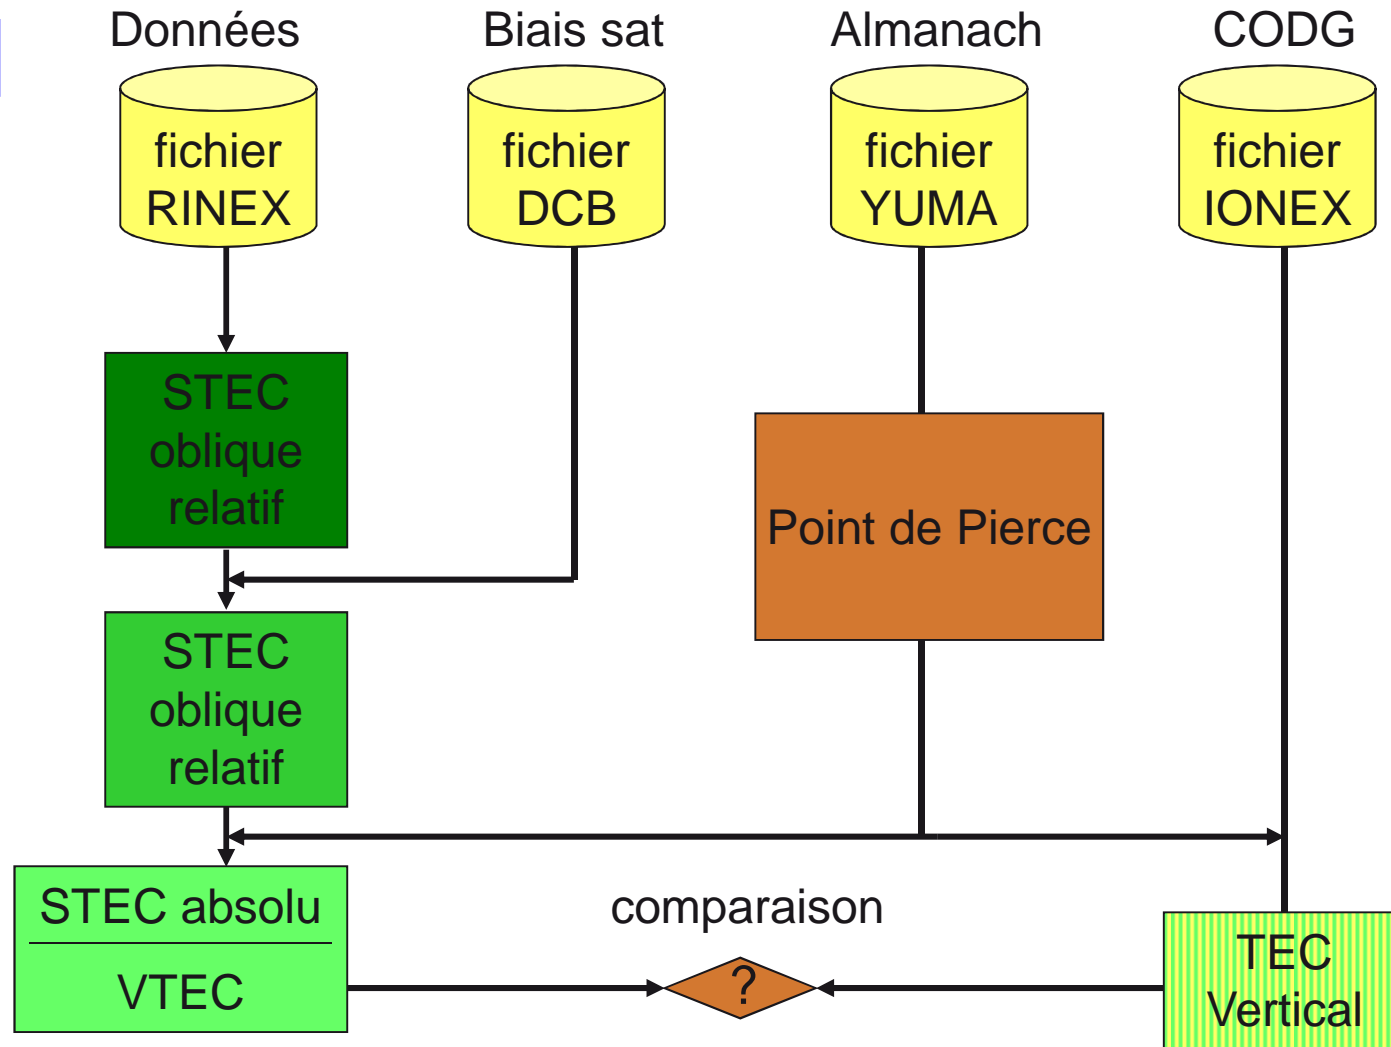 Données
Biais sat
Almanach
CODG
fichier
RINEX
fichier
DCB
fichier
YUMA
fichier
IONEX
STEC
oblique
relatif
Point de Pierce
STEC
oblique
relatif
STEC absolu
VTEC
comparaison
?
TEC
Vertical